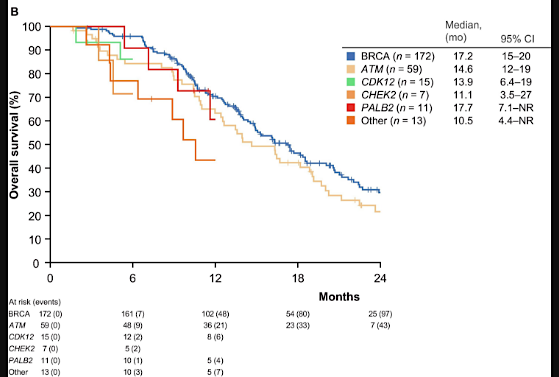 B
Median,
(mo) 95% CI
BRCA (n = 172) 17.2 15–20
ATM (n = 59) 14.6 12–19
CDK12 (n = 15) 13.9 6.4–19
CHEK2 (n = 7) 11.1 3.5–27
PALB2 (n = 11) 17.7 7.1–NR
Other (n = 13) 10.5 4.4–NR
Overall survival (%)
100
90
80
70
60
50
40
30
20
10
0
0 6 12 18 24
Months
At risk (events)
BRCA 172 (0) 161 (7) 102 (48) 54 (80) 25 (97)
ATM 59 (0) 48 (9) 36 (21) 23 (33) 7 (43)
CDK12 15 (0) 12 (2) 8 (6)
CHEK2 7 (0) 5 (2)
PALB2 11 (0) 10 (1) 5 (4)
Other 13 (0) 10 (3) 5 (7)